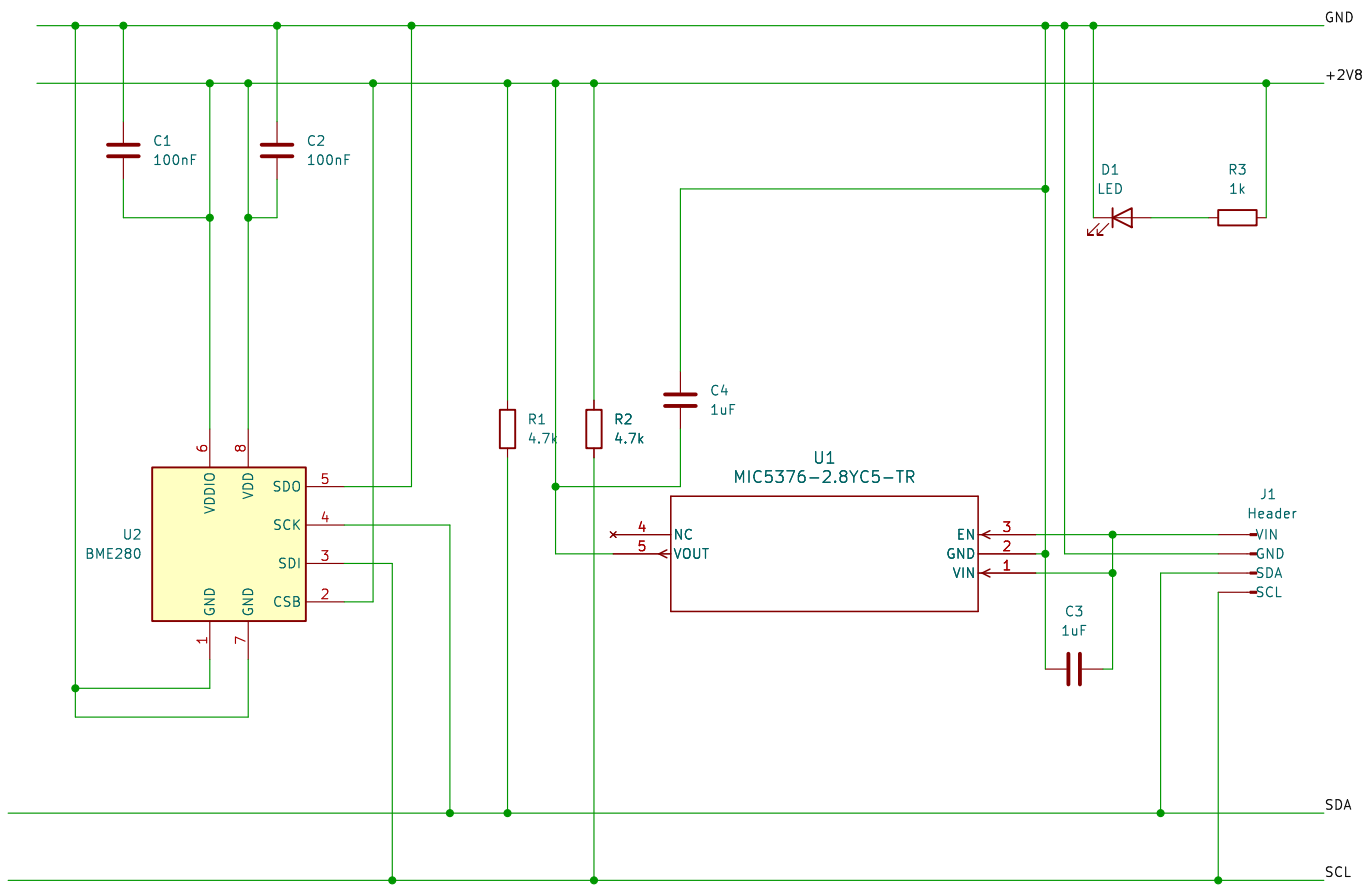 GND
+2V8
C1
100nF
C2
100nF
D1
LED
R3
1k
C4
1uF
R1
4.7k
R2
4.7k
U1
MIC5376-2.8YC5-TR
6
8
VDDIO
VDD
SDO
5
SCK
4
SDI
3
CSB
2
GND
GND
1
7
U2
BME280
4
NC
5
VOUT
EN
3
GND
2
VIN
1
J1
Header
VIN
GND
SDA
SCL
C3
1uF
SDA
SCL